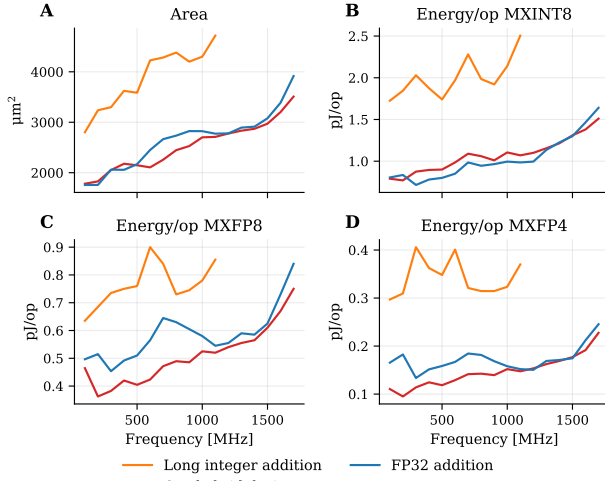 A Area
4000
3000
2000
μm²
B Energy/op MXINT8
2.5
2.0
1.5
1.0
pJ/op
C Energy/op MXFP8
0.9
0.8
0.7
0.6
0.5
0.4
pJ/op
500 1000 1500
Frequency [MHz]
D Energy/op MXFP4
0.4
0.3
0.2
0.1
pJ/op
500 1000 1500
Frequency [MHz]
Long integer addition FP32 addition